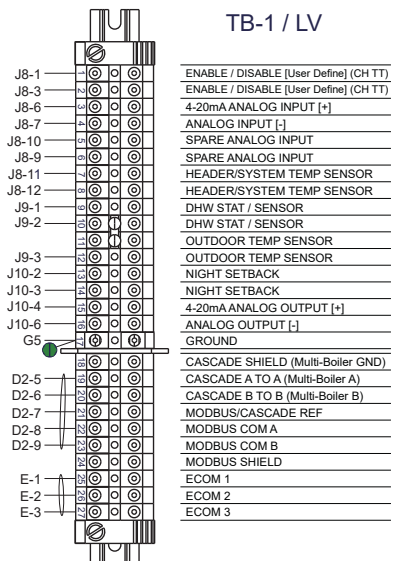 TB-1 / LV
J8-1 1 ENABLE / DISABLE [User Define] (CH TT)
J8-3 2 ENABLE / DISABLE [User Define] (CH TT)
J8-6 3 4-20mA ANALOG INPUT [+]
J8-7 4 ANALOG INPUT [-]
J8-10 5 SPARE ANALOG INPUT
J8-9 6 SPARE ANALOG INPUT
J8-11 7 HEADER/SYSTEM TEMP SENSOR
J8-12 8 HEADER/SYSTEM TEMP SENSOR
J9-1 9 DHW STAT / SENSOR
J9-2 10 DHW STAT / SENSOR
11 OUTDOOR TEMP SENSOR
J9-3 12 OUTDOOR TEMP SENSOR
J10-2 13 NIGHT SETBACK
J10-3 14 NIGHT SETBACK
J10-4 15 4-20mA ANALOG OUTPUT [+]
J10-6 16 ANALOG OUTPUT [-]
G5 17 GROUND
18 CASCADE SHIELD (Multi-Boiler GND)
D2-5 19 CASCADE A TO A (Multi-Boiler A)
D2-6 20 CASCADE B TO B (Multi-Boiler B)
D2-7 21 MODBUS/CASCADE REF
D2-8 22 MODBUS COM A
D2-9 23 MODBUS COM B
24 MODBUS SHIELD
E-1 25 ECOM 1
E-2 26 ECOM 2
E-3 27 ECOM 3